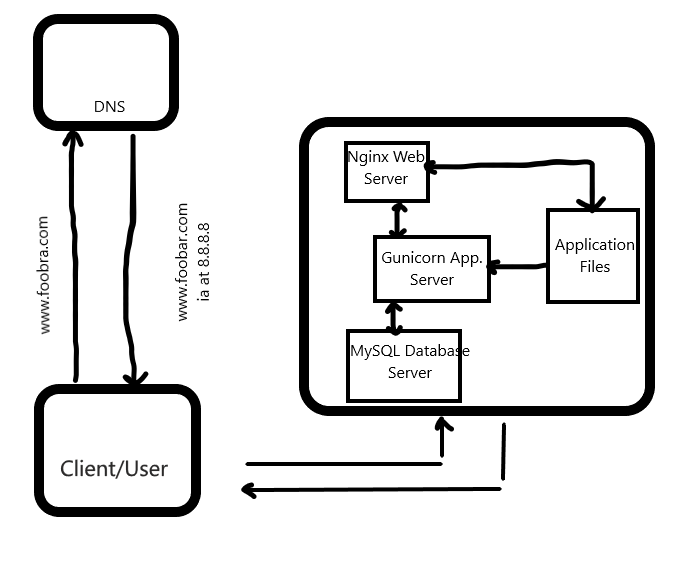 DNS
www.foobra.com
www.foobar.com
ia at 8.8.8.8
Client/User
Nginx Web
Server
Gunicorn App.
Server
Application
Files
MySQL Database
Server